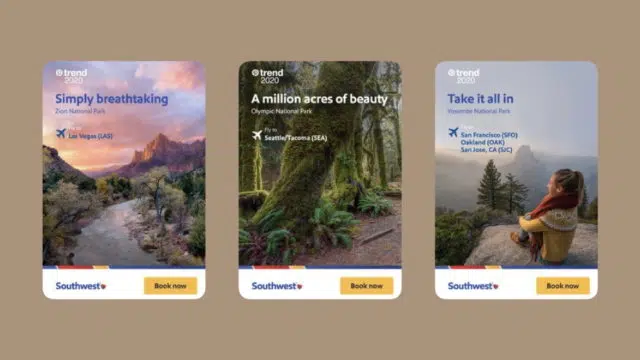 trend
2020
Simply breathtaking
Zion National Park
Fly to
Las Vegas (LAS)
Southwest
Book now
trend
2020
A million acres of beauty
Olympic National Park
Fly to
Seattle/Tacoma (SEA)
Southwest
Book now
trend
2020
Take it all in
Yosemite National Park
Fly to
San Francisco (SFO)
Oakland (OAK)
San Jose, CA (SJC)
Southwest
Book now